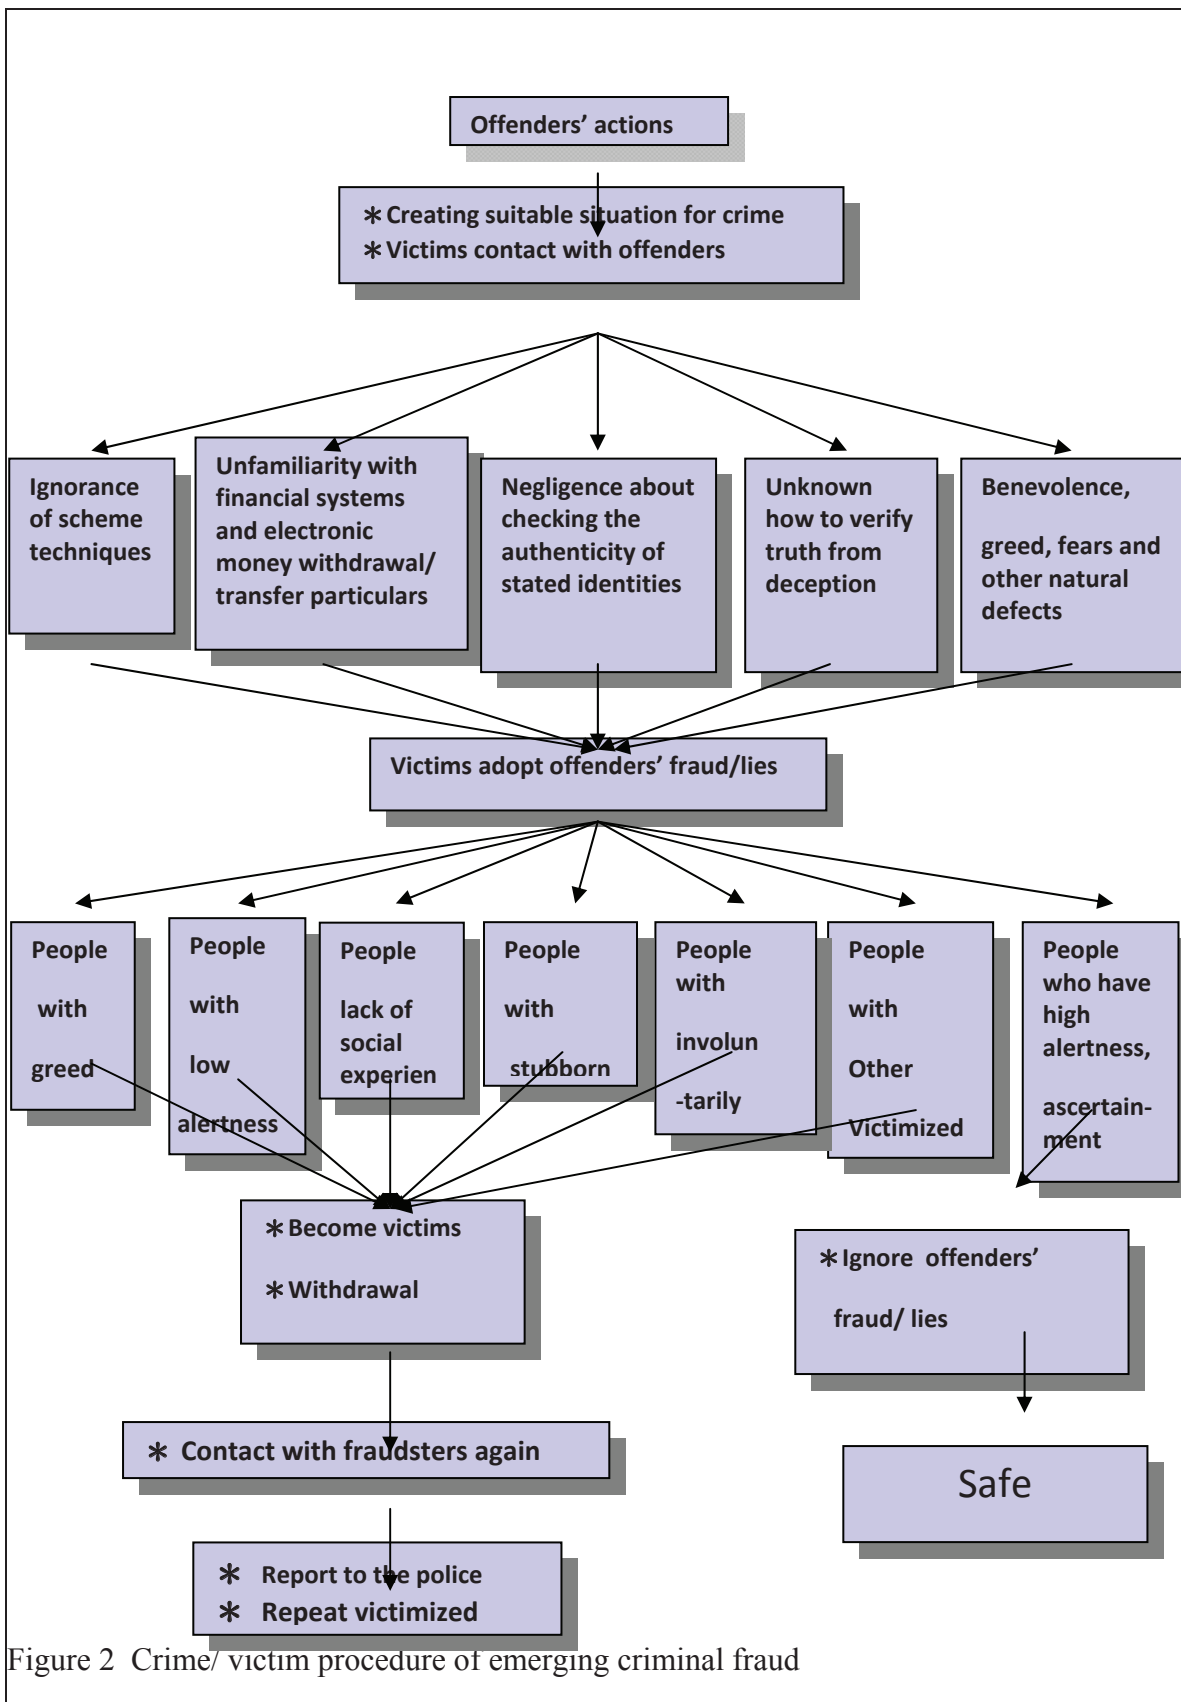 Offenders’ actions
∗ Creating suitable situation for crime
∗ Victims contact with offenders
Ignorance
of scheme
techniques
Unfamiliarity with
financial systems
and electronic
money withdrawal/
transfer particulars
Negligence about
checking the
authenticity of
stated identities
Unknown
how to verify
truth from
deception
Benevolence,
greed, fears and
other natural
defects
Victims adopt offenders’ fraud/lies
People
with
greed
People
with
low
alertness
People
lack of
social
experien
People
with
stubborn
People
with
involun
-tarily
People
with
Other
Victimized
People
who have
high
alertness,
ascertain-
ment
∗ Become victims
∗ Withdrawal
∗ Ignore offenders’
fraud/ lies
∗ Contact with fraudsters again
Safe
∗ Report to the police
∗ Repeat victimized
Figure 2 Crime/ victim procedure of emerging criminal fraud